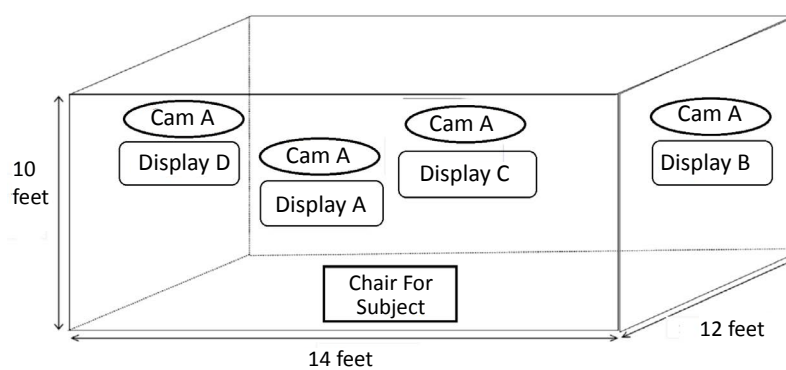 Cam A
Cam A
Cam A
Cam A
Display D
Display C
Display B
Display A
10
feet
Chair For
Subject
12 feet
14 feet